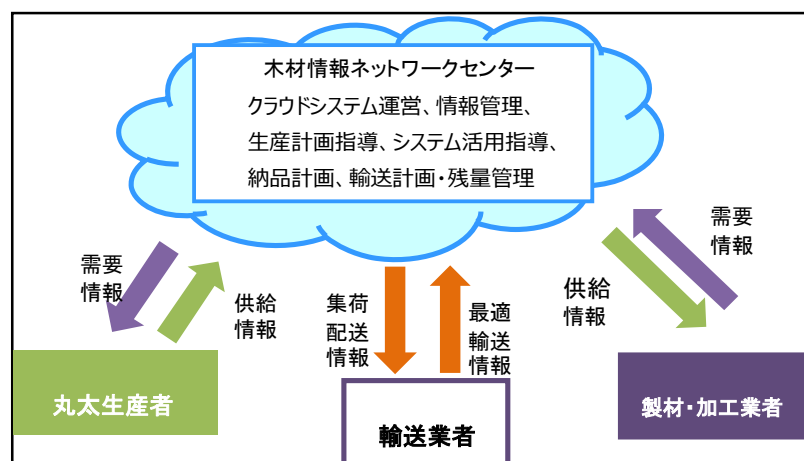 木材情報ネットワークセンター
クラウドシステム運営、情報管理、
生産計画指導、システム活用指導、
納品計画、輸送計画・残量管理
需要
情報
供給
情報
集荷
配送
情報
最適
輸送
情報
供給
情報
需要
情報
丸太生産者
輸送業者
製材・加工業者